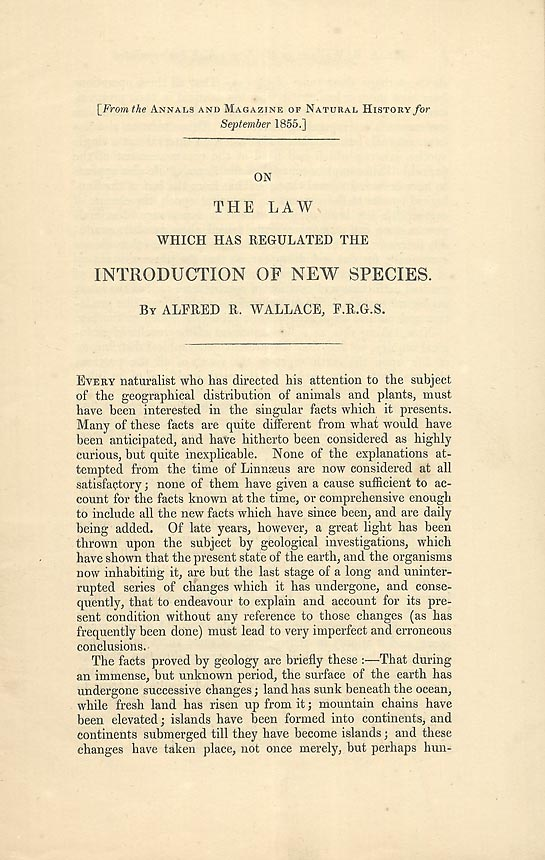 [From the Annals and Magazine of Natural History for
September 1855.]
ON
THE LAW
WHICH HAS REGULATED THE
INTRODUCTION OF NEW SPECIES.
By ALFRED R. WALLACE, F.R.G.S.
Every naturalist who has directed his attention to the subject
of the geographical distribution of animals and plants, must
have been interested in the singular facts which it presents.
Many of these facts are quite different from what would have
been anticipated, and have hitherto been considered as highly
curious, but quite inexplicable. None of the explanations at-
tempted from the time of Linnæus are now considered at all
satisfactory; none of them have given a cause sufficient to ac-
count for the facts known at the time, or comprehensive enough
to include all the new facts which have since been, and are daily
being added. Of late years, however, a great light has been
thrown upon the subject by geological investigations, which
have shown that the present state of the earth, and the organisms
now inhabiting it, are but the last stage of a long and uninter-
rupted series of changes which it has undergone, and conse-
quently, that to endeavour to explain and account for its pre-
sent condition without any reference to those changes (as has
frequently been done) must lead to very imperfect and erroneous
conclusions.
The facts proved by geology are briefly these :—That during
an immense, but unknown period, the surface of the earth has
undergone successive changes; land has sunk beneath the ocean,
while fresh land has risen up from it; mountain chains have
been elevated; islands have been formed into continents, and
continents submerged till they have become islands; and these
changes have taken place, not once merely, but perhaps hun-